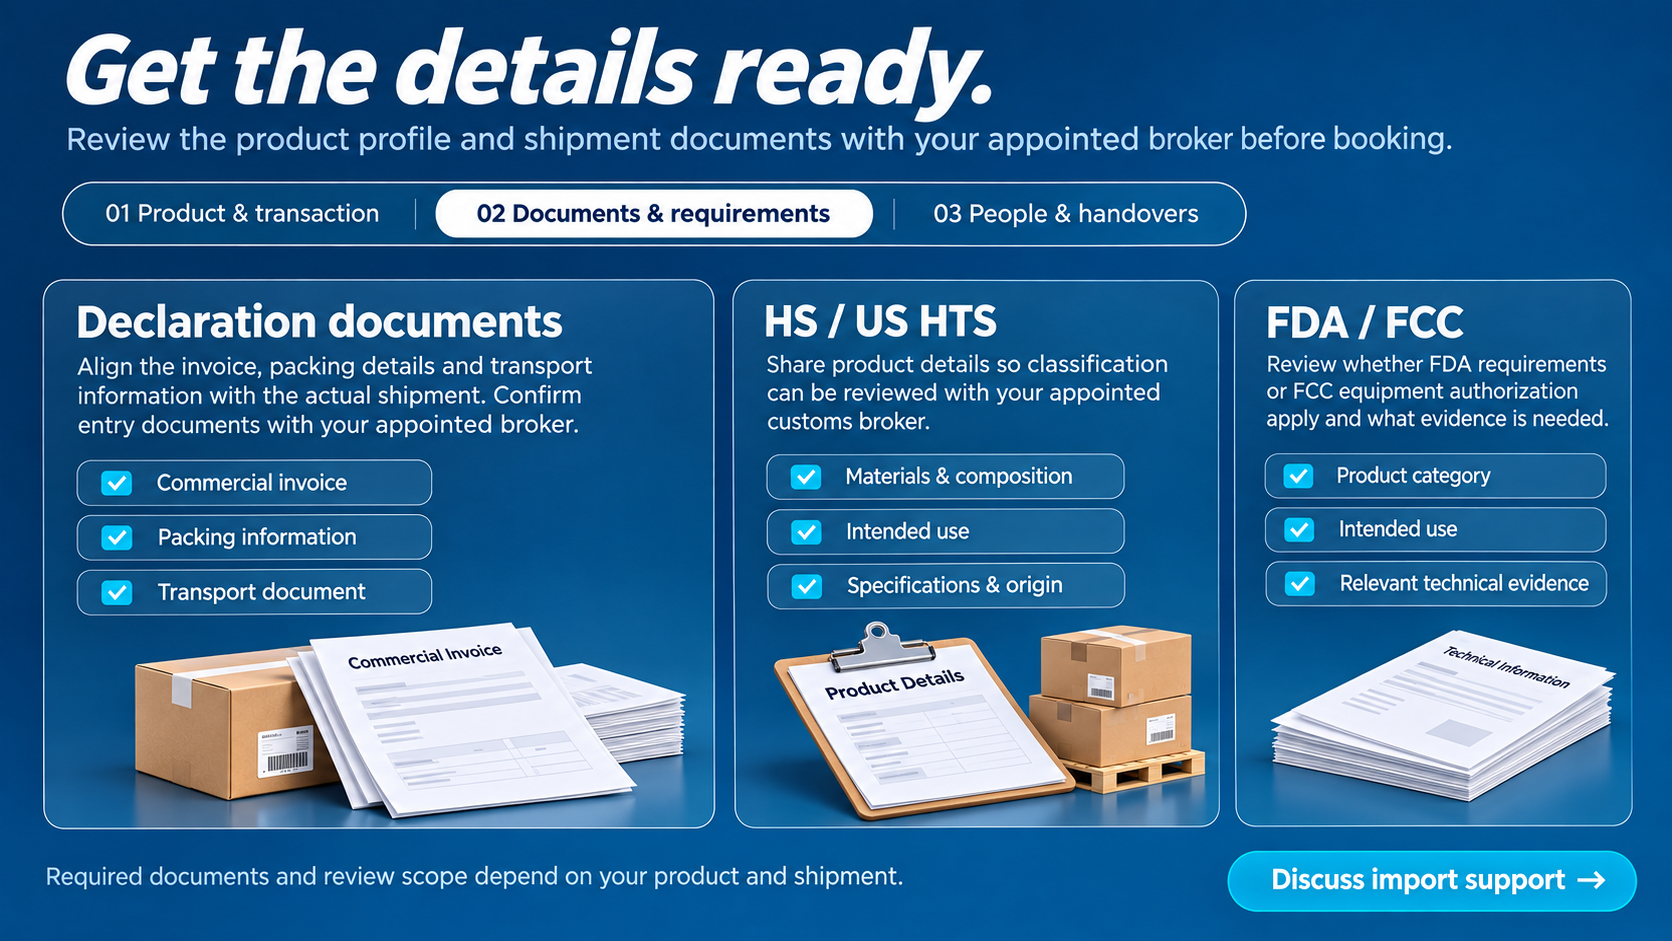 Get the details ready.
Review the product profile and shipment documents with your appointed broker before booking.
01 Product & transaction
02 Documents & requirements
03 People & handovers
Declaration documents
Align the invoice, packing details and transport
information with the actual shipment. Confirm
entry documents with your appointed broker.
Commercial invoice
Packing information
Transport document
Commercial Invoice
HS / US HTS
Share product details so classification
can be reviewed with your appointed
customs broker.
Materials & composition
Intended use
Specifications & origin
Product Details
FDA / FCC
Review whether FDA requirements
or FCC equipment authorization
apply and what evidence is needed.
Product category
Intended use
Relevant technical evidence
Technical Information
Required documents and review scope depend on your product and shipment.
Discuss import support →